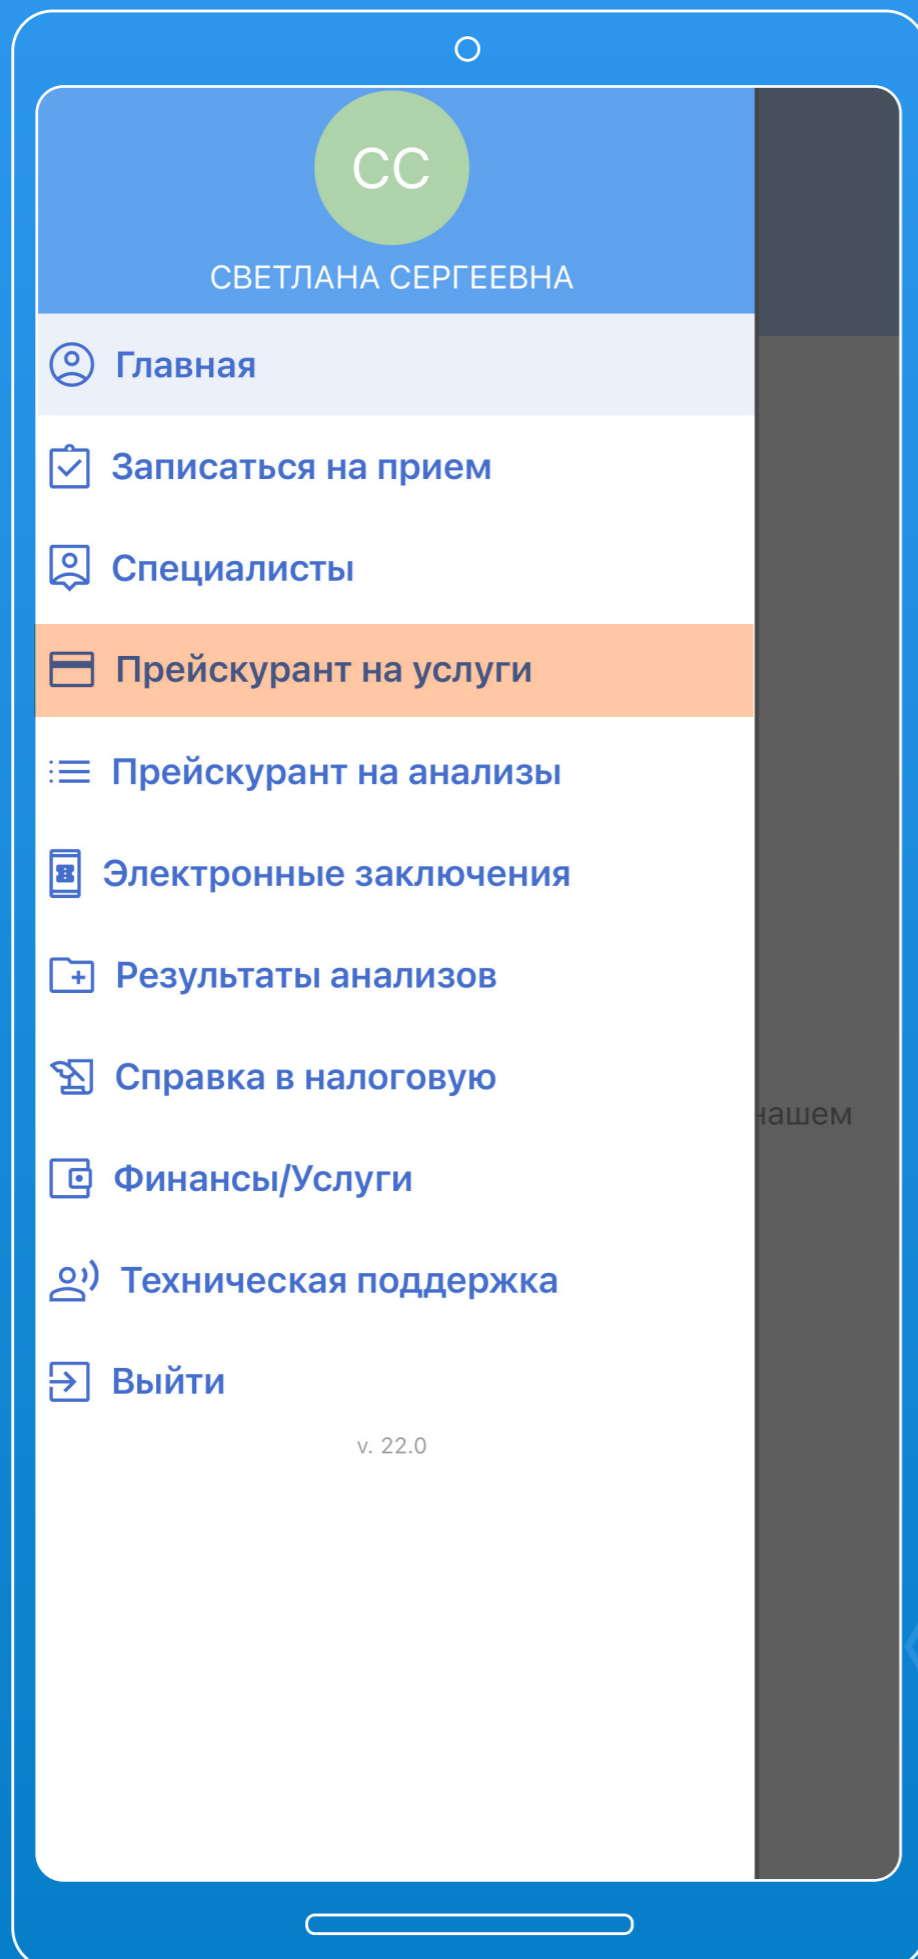 СС
СВЕТЛАНА СЕРГЕЕВНА
Главная
Записаться на прием
Специалисты
Прейскурант на услуги
Прейскурант на анализы
Электронные заключения
Результаты анализов
Справка в налоговую
нашем
Финансы/Услуги
Техническая поддержка
Выйти
v. 22.0